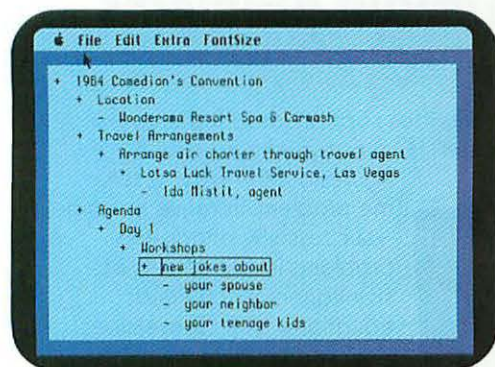 File Edit Extra FontSize
+ 1984 Comedian's Convention
+ Location
- Wonderama Resort Spa & Carwash
+ Travel Arrangements
+ Arrange air charter through travel agent
+ Lotsa Luck Travel Service, Las Vegas
- Ida Mistit, agent
+ Agenda
+ Day 1
+ Workshops
+ new jokes about
- your spouse
- your neighbor
- your teenage kids